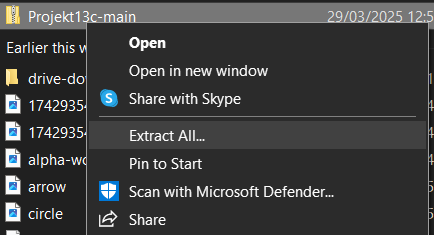 Projekt13c-main 29/03/2025 12:5
Open
Earlier this w
Open in new window
drive-dow
Share with Skype
1742935
1742935
Extract All...
alpha-wo
Pin to Start
arrow
Scan with Microsoft Defender...
circle
Share